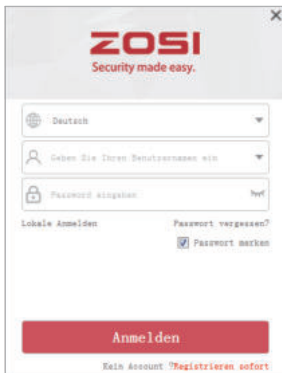 ZOSI
Security made easy.
Deutsch
Geben Sie Ihren Benutzernamen ein
Password eingeben
Lokale Anmelden Passwort vergessen?
Passwort merken
Anmelden
Kein Account ?Registrieren sofort